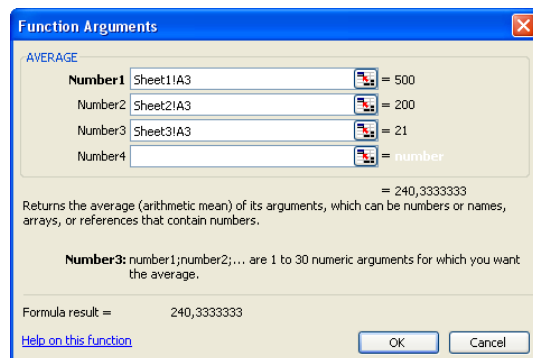 Function Arguments
AVERAGE
Number1 Sheet1!A3 = 500
Number2 Sheet2!A3 = 200
Number3 Sheet3!A3 = 21
Number4 = number
= 240,3333333
Returns the average (arithmetic mean) of its arguments, which can be numbers or names,
arrays, or references that contain numbers.
Number3: number1;number2;... are 1 to 30 numeric arguments for which you want
the average.
Formula result = 240,3333333
Help on this function OK Cancel